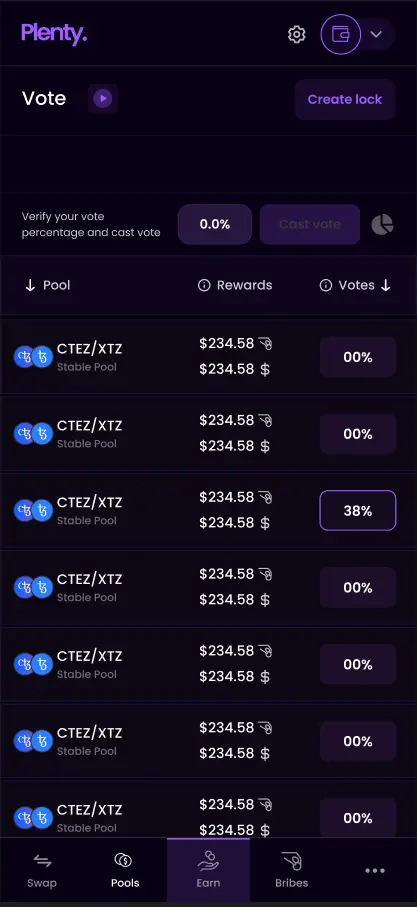 Plenty.
Vote
Create lock
Verify your vote
percentage and cast vote
0.0%
Cast vote
Pool
Rewards
Votes
CTEZ/XTZ
Stable Pool
$234.58
$234.58 $
00%
CTEZ/XTZ
Stable Pool
$234.58
$234.58 $
00%
CTEZ/XTZ
Stable Pool
$234.58
$234.58 $
38%
CTEZ/XTZ
Stable Pool
$234.58
$234.58 $
00%
CTEZ/XTZ
Stable Pool
$234.58
$234.58 $
00%
CTEZ/XTZ
Stable Pool
$234.58
$234.58 $
00%
CTEZ/XTZ
Stable Pool
$234.58
$234.58 $
00%
Swap
Pools
Earn
Bribes